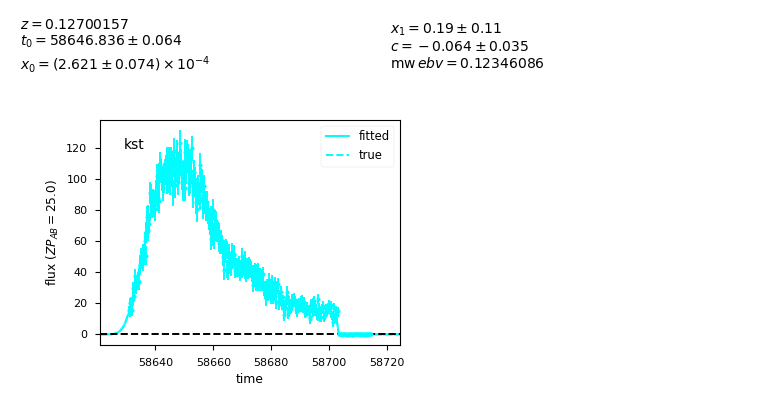 z = 0.12700157
t₀ = 58646.836 ± 0.064
x₀ = (2.621 ± 0.074) × 10⁻⁴
x₁ = 0.19 ± 0.11
c = −0.064 ± 0.035
mw ebv = 0.12346086
kst
fitted
true
120
100
80
60
40
20
0
flux (ZP_AB = 25.0)
58640 58660 58680 58700 58720
time